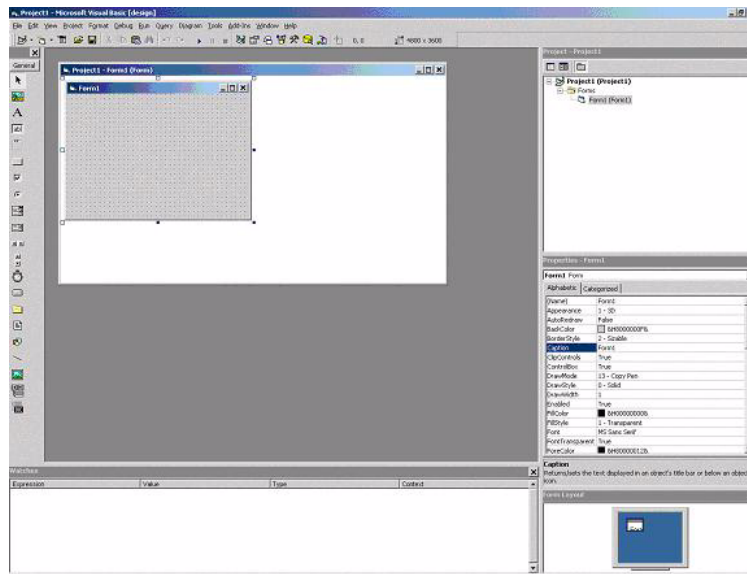 Project1 - Microsoft Visual Basic [design]
File Edit View Project Format Debug Run Query Diagram Tools Add-Ins Window Help
0, 0 4800 x 3600
General
Project1 - Form1 (Form)
Form1
Project - Project1
Project1 (Project1)
Forms
Form1 (Form1)
Properties - Form1
Form1 Form
Alphabetic Categorized
(Name) Form1
Appearance 1 - 3D
AutoRedraw False
BackColor &H8000000F&
BorderStyle 2 - Sizable
Caption Form1
ClipControls True
ControlBox True
DrawMode 13 - Copy Pen
DrawStyle 0 - Solid
DrawWidth 1
Enabled True
FillColor &H00000000&
FillStyle 1 - Transparent
Font MS Sans Serif
FontTransparent True
ForeColor &H80000012&
Caption
Returns/sets the text displayed in an object's title bar or below an object's
icon.
Watches
Expression Value Type Context
Form Layout